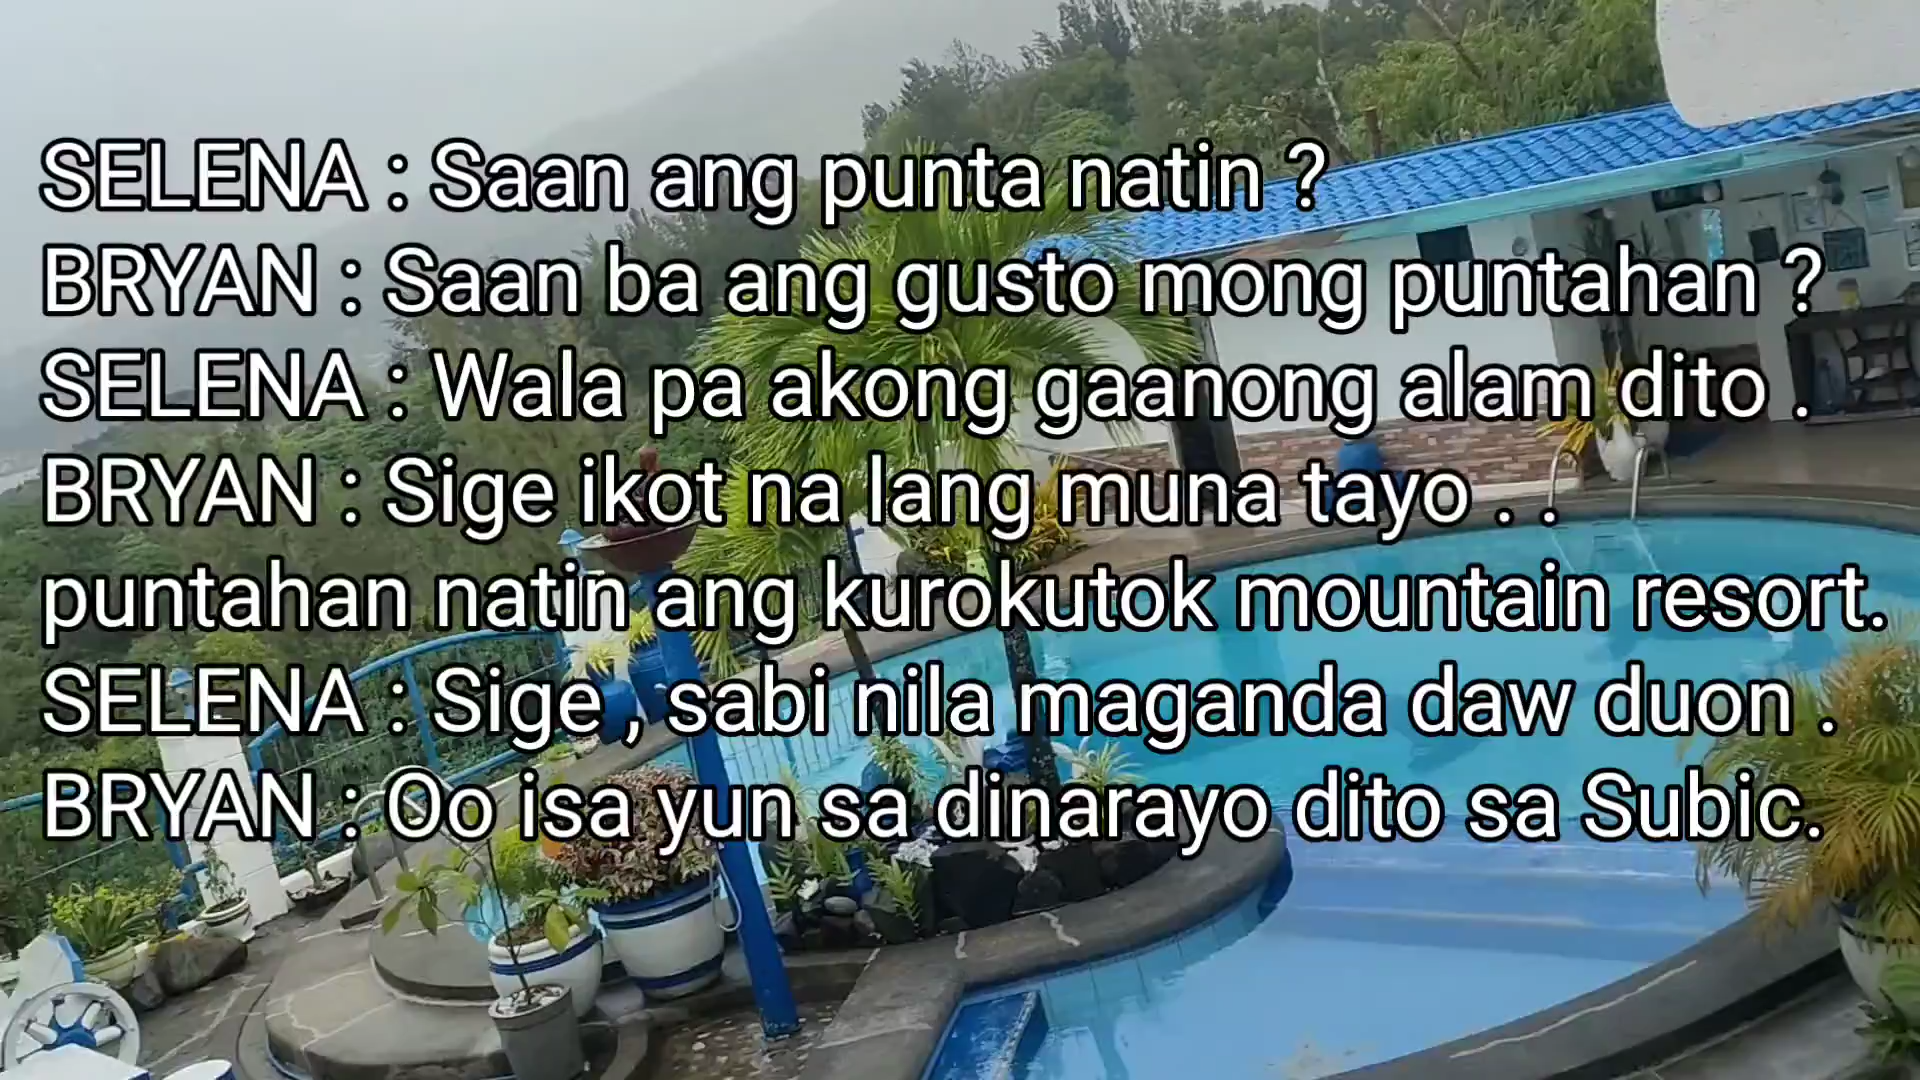 SELENA : Saan ang punta natin ?
BRYAN : Saan ba ang gusto mong puntahan ?
SELENA : Wala pa akong gaanong alam dito .
BRYAN : Sige ikot na lang muna tayo . .
puntahan natin ang kurokutok mountain resort.
SELENA : Sige , sabi nila maganda daw duon .
BRYAN : Oo isa yun sa dinarayo dito sa Subic.